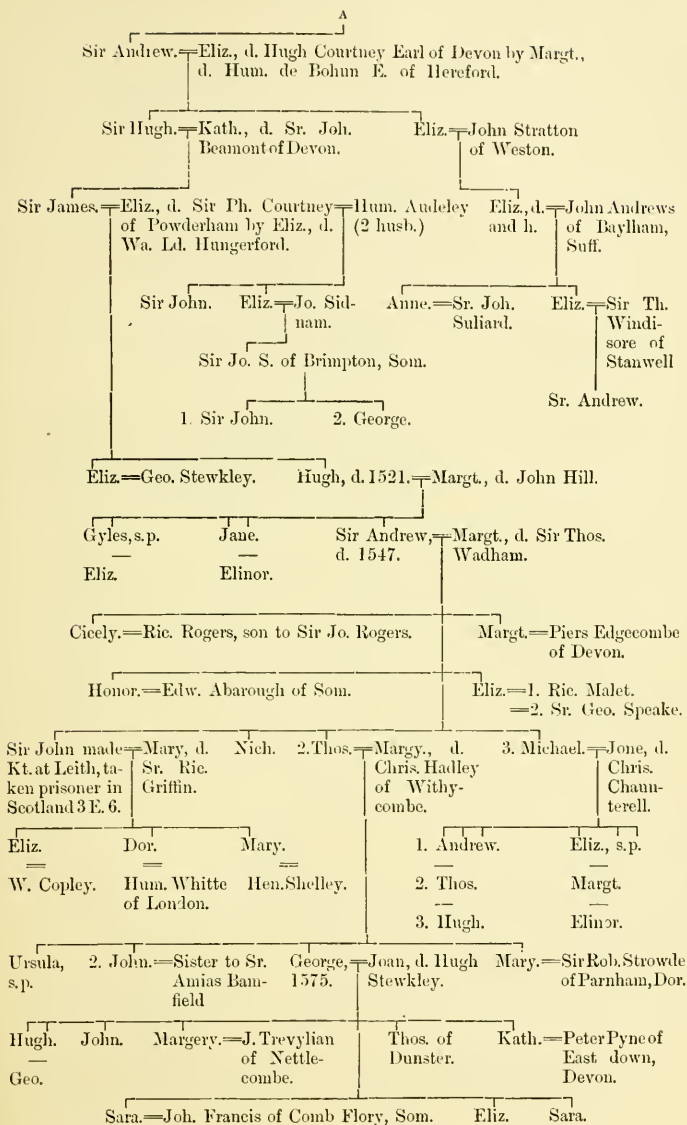 A
Sir Andrew.=Eliz., d. Hugh Courtney Earl of Devon by Margt.,
d. Hum. de Bohun E. of Hereford.
Sir Hugh.=Kath., d. Sr. Joh. Beamont of Devon.
Eliz.=John Stratton of Weston.
Sir James.=Eliz., d. Sir Ph. Courtney=Hum. Audeley
of Powderham by Eliz., d. (2 husb.)
Wa. Ld. Hungerford.
Eliz., d.=John Andrews
and h. of Baylham,
Suff.
Sir John. Eliz.=Jo. Sid-
nam.
Anne.=Sr. Joh.
Suliard.
Eliz.=Sir Th.
Windi-
sore of
Stanwell
Sir Jo. S. of Brimpton, Som.
Sr. Andrew.
1. Sir John. 2. George.
Eliz.=Geo. Stewkley. Hugh, d. 1521.=Margt., d. John Hill.
Gyles, s.p. Jane. Sir Andrew,=Margt., d. Sir Thos.
— — d. 1547. Wadham.
Eliz. Elinor.
Cicely.=Ric. Rogers, son to Sir Jo. Rogers. Margt.=Piers Edgecombe
of Devon.
Honor.=Edw. Abarough of Som. Eliz.=1. Ric. Malet.
=2. Sr. Geo. Speake.
Sir John made=Mary, d. Nich. 2. Thos.=Margy., d. 3. Michael.=Jone, d.
Kt. at Leith, ta- Sr. Ric. Chris. Hadley Chris.
ken prisoner in Griffin. of Withy- Chaun-
Scotland 3 E. 6. combe. terell.
Eliz. Dor. Mary. 1. Andrew. Eliz., s.p.
= = = — —
W. Copley. Hum. Whitte Hen. Shelley. 2. Thos. Margt.
of London. — —
3. Hugh. Elinor.
Ursula, 2. John.=Sister to Sr. George,=Joan, d. Hugh Mary.=Sir Rob. Strowde
s.p. Amias Bam- 1575. Stewkley. of Parnham, Dor.
field
Hugh. John. Margery.=J. Trevylian Thos. of Kath.=Peter Pyne of
— of Nettle- Dunster. East down,
Geo. combe. Devon.
Sara.=Joh. Francis of Comb Flory, Som. Eliz. Sara.